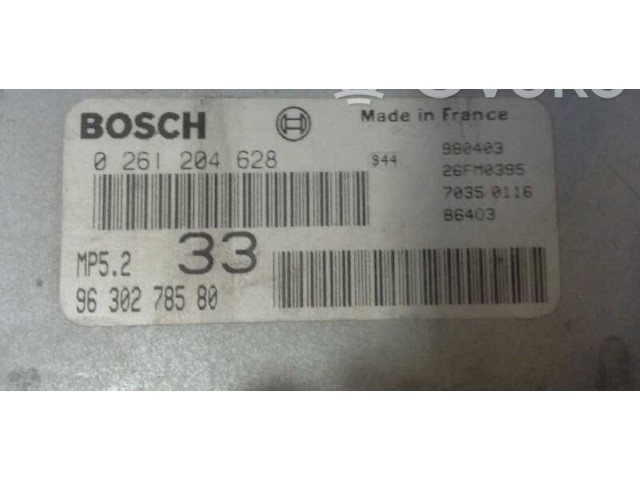 BOSCH Made in France
0 261 204 628 944 980403
26FM0395
7035 0116
86403
MP5.2 33
96 302 785 80